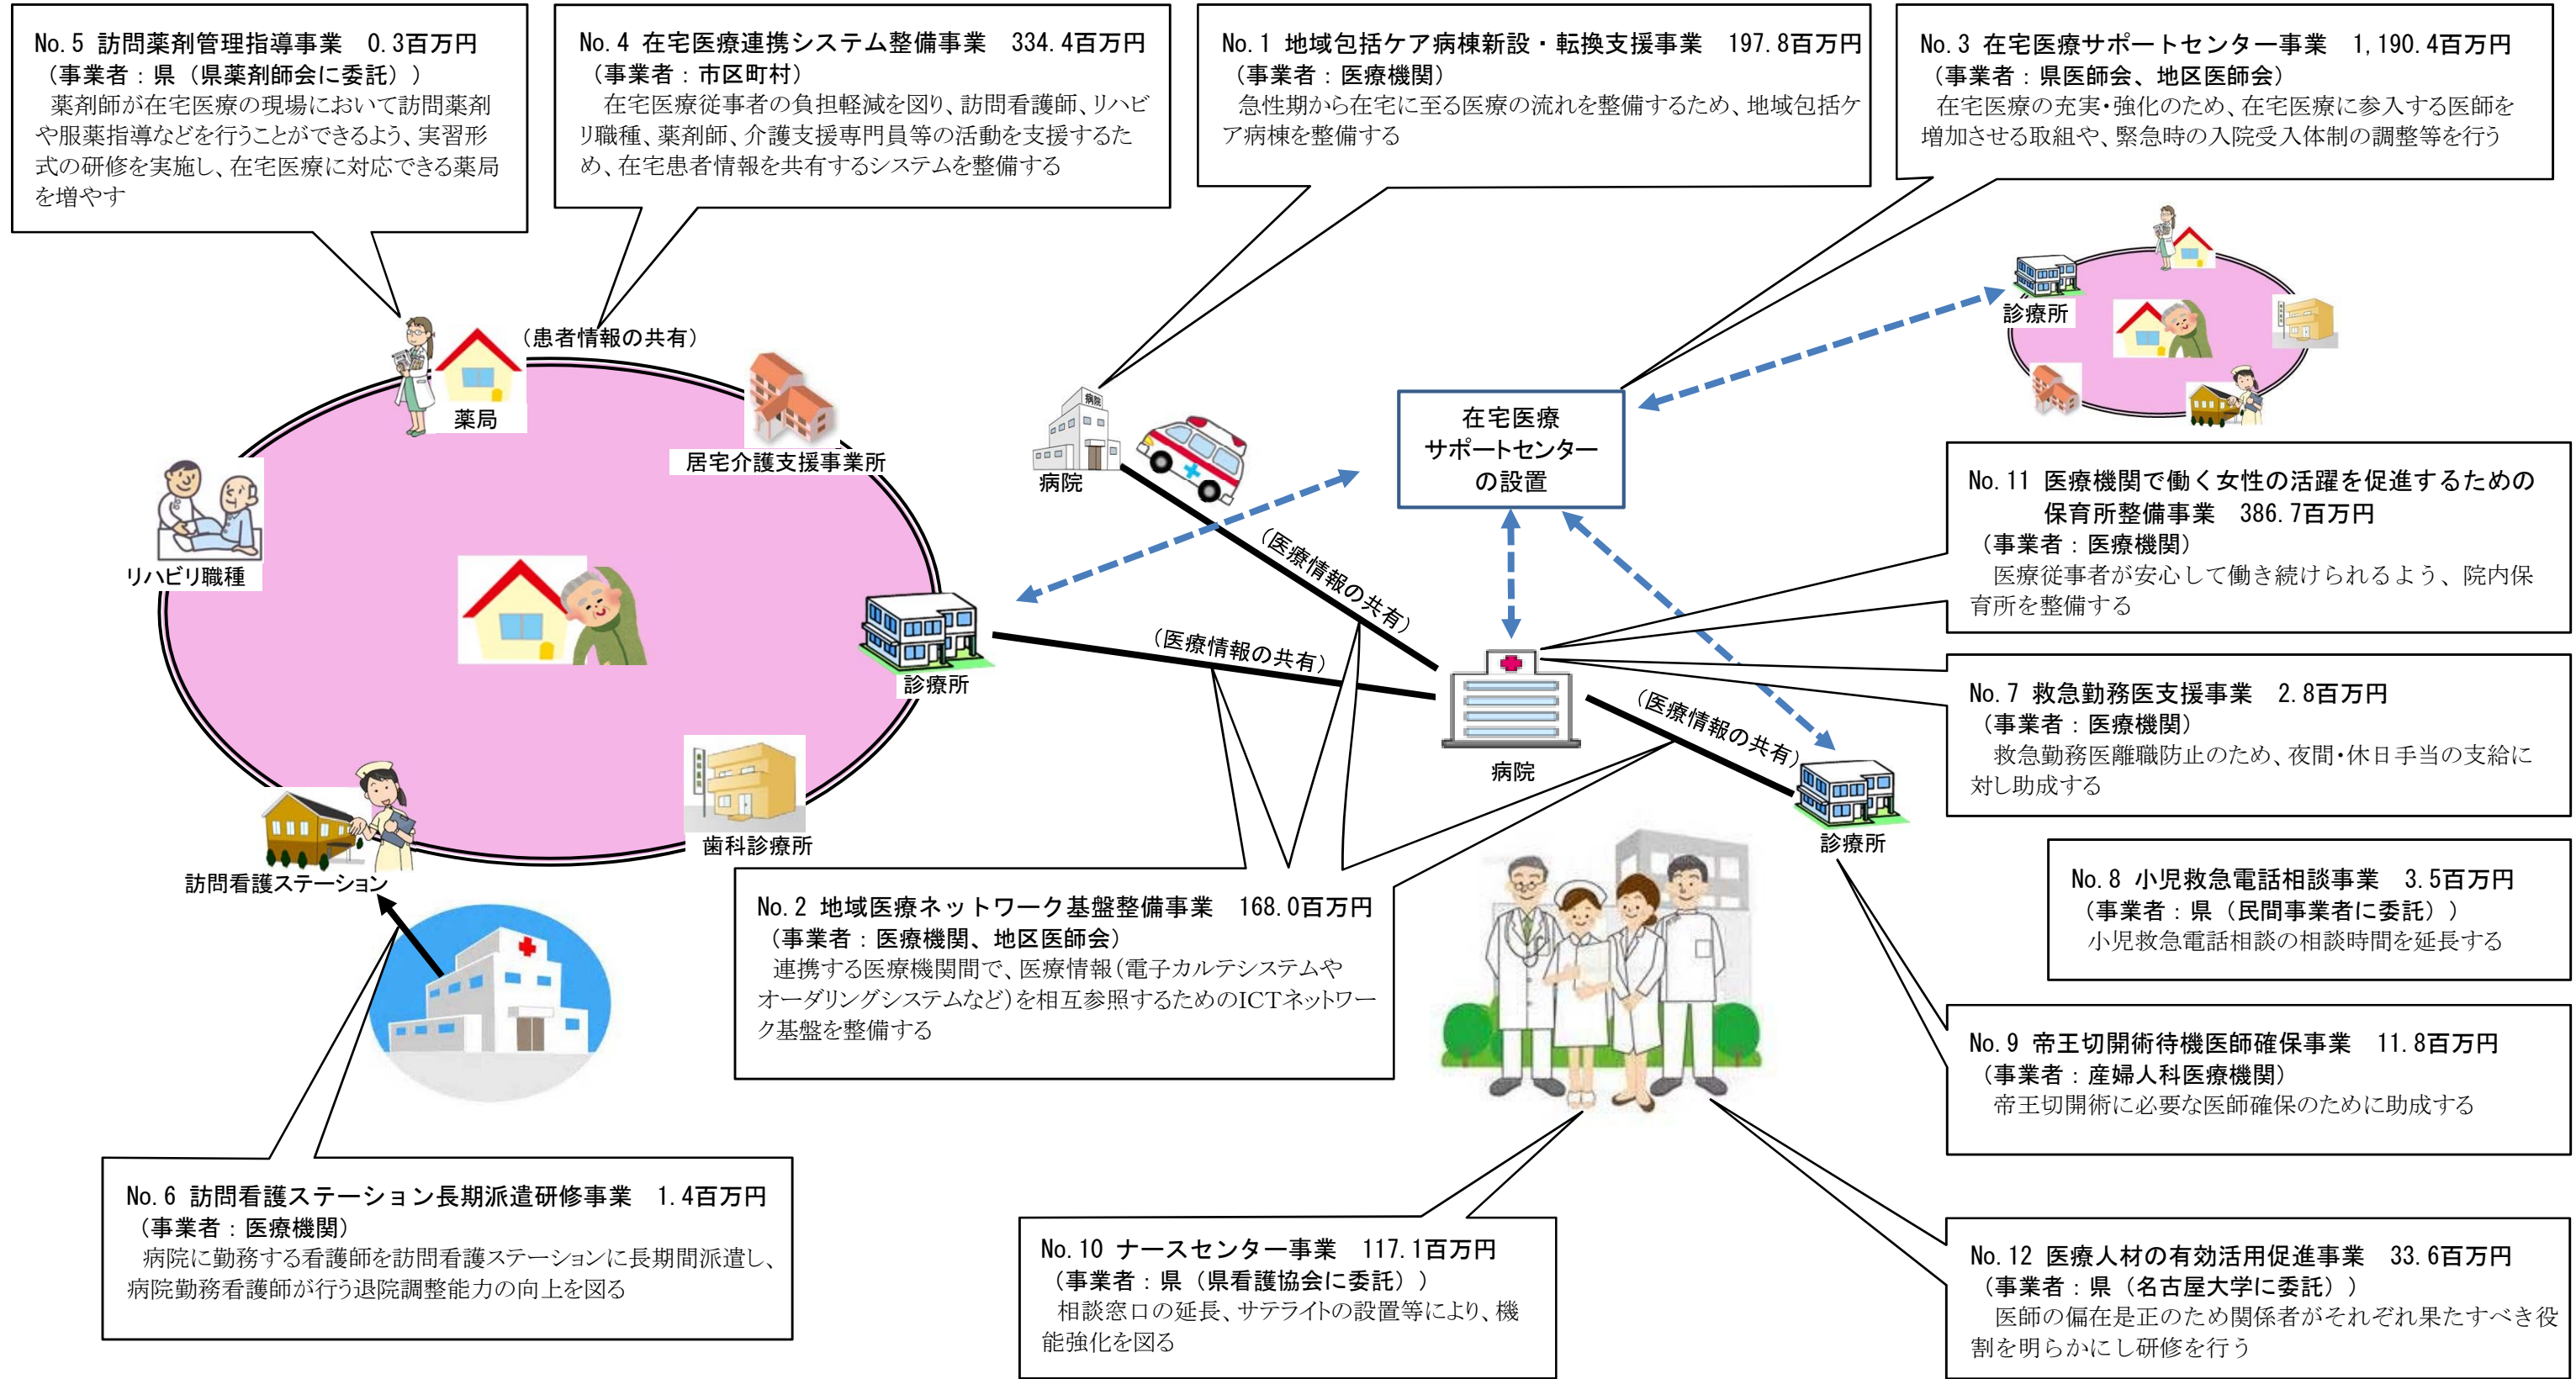 No.5 訪問薬剤管理指導事業　0.3百万円
（事業者：県（県薬剤師会に委託））
薬剤師が在宅医療の現場において訪問薬剤
や服薬指導などを行うことができるよう、実習形
式の研修を実施し、在宅医療に対応できる薬局
を増やす
No.4 在宅医療連携システム整備事業　334.4百万円
（事業者：市区町村）
在宅医療従事者の負担軽減を図り、訪問看護師、リハビ
リ職種、薬剤師、介護支援専門員等の活動を支援するた
め、在宅患者情報を共有するシステムを整備する
No.1 地域包括ケア病棟新設・転換支援事業　197.8百万円
（事業者：医療機関）
急性期から在宅に至る医療の流れを整備するため、地域包括ケ
ア病棟を整備する
No.3 在宅医療サポートセンター事業　1,190.4百万円
（事業者：県医師会、地区医師会）
在宅医療の充実・強化のため、在宅医療に参入する医師を
増加させる取組や、緊急時の入院受入体制の調整等を行う
（患者情報の共有）
薬局
居宅介護支援事業所
リハビリ職種
診療所
歯科診療所
訪問看護ステーション
病院
病院
在宅医療
サポートセンター
の設置
診療所
（医療情報の共有）
（医療情報の共有）
（医療情報の共有）
病院
診療所
No.11 医療機関で働く女性の活躍を促進するための
保育所整備事業　386.7百万円
（事業者：医療機関）
医療従事者が安心して働き続けられるよう、院内保
育所を整備する
No.7 救急勤務医支援事業　2.8百万円
（事業者：医療機関）
救急勤務医離職防止のため、夜間・休日手当の支給に
対し助成する
No.8 小児救急電話相談事業　3.5百万円
（事業者：県（民間事業者に委託））
小児救急電話相談の相談時間を延長する
No.2 地域医療ネットワーク基盤整備事業　168.0百万円
（事業者：医療機関、地区医師会）
連携する医療機関間で、医療情報（電子カルテシステムや
オーダリングシステムなど）を相互参照するためのICTネットワー
ク基盤を整備する
No.9 帝王切開術待機医師確保事業　11.8百万円
（事業者：産婦人科医療機関）
帝王切開術に必要な医師確保のために助成する
No.6 訪問看護ステーション長期派遣研修事業　1.4百万円
（事業者：医療機関）
病院に勤務する看護師を訪問看護ステーションに長期間派遣し、
病院勤務看護師が行う退院調整能力の向上を図る
No.10 ナースセンター事業　117.1百万円
（事業者：県（県看護協会に委託））
相談窓口の延長、サテライトの設置等により、機
能強化を図る
No.12 医療人材の有効活用促進事業　33.6百万円
（事業者：県（名古屋大学に委託））
医師の偏在是正のため関係者がそれぞれ果たすべき役
割を明らかにし研修を行う